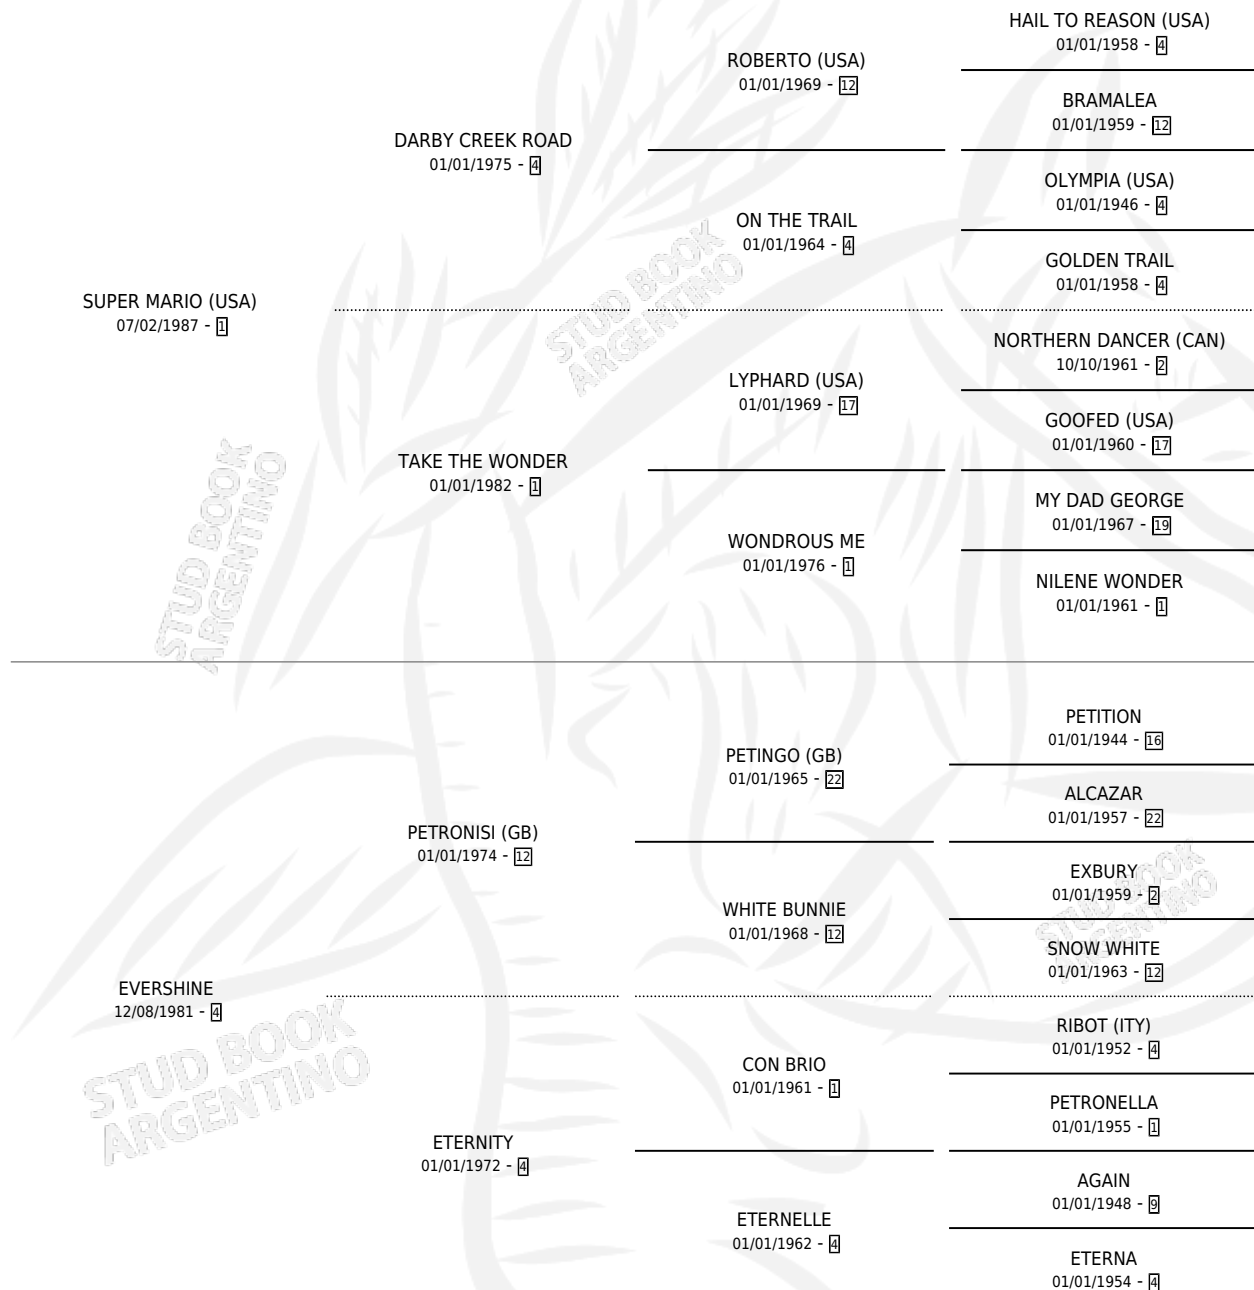 HAIL TO REASON (USA)
01/01/1958 - 4
ROBERTO (USA)
01/01/1969 - 12
BRAMALEA
01/01/1959 - 12
DARBY CREEK ROAD
01/01/1975 - 4
OLYMPIA (USA)
01/01/1946 - 4
ON THE TRAIL
01/01/1964 - 4
GOLDEN TRAIL
01/01/1958 - 4
SUPER MARIO (USA)
07/02/1987 - 1
NORTHERN DANCER (CAN)
10/10/1961 - 2
LYPHARD (USA)
01/01/1969 - 17
GOOFED (USA)
01/01/1960 - 17
TAKE THE WONDER
01/01/1982 - 1
MY DAD GEORGE
01/01/1967 - 19
WONDROUS ME
01/01/1976 - 1
NILENE WONDER
01/01/1961 - 1
PETITION
01/01/1944 - 16
PETINGO (GB)
01/01/1965 - 22
ALCAZAR
01/01/1957 - 22
PETRONISI (GB)
01/01/1974 - 12
EXBURY
01/01/1959 - 2
WHITE BUNNIE
01/01/1968 - 12
SNOW WHITE
01/01/1963 - 12
EVERSHINE
12/08/1981 - 4
RIBOT (ITY)
01/01/1952 - 4
CON BRIO
01/01/1961 - 1
PETRONELLA
01/01/1955 - 1
ETERNITY
01/01/1972 - 4
AGAIN
01/01/1948 - 9
ETERNELLE
01/01/1962 - 4
ETERNA
01/01/1954 - 4
STUD BOOK
ARGENTINO
STUD BOOK
ARGENTINO
STUD BOOK
ARGENTINO
STUD BOOK
ARGENTINO